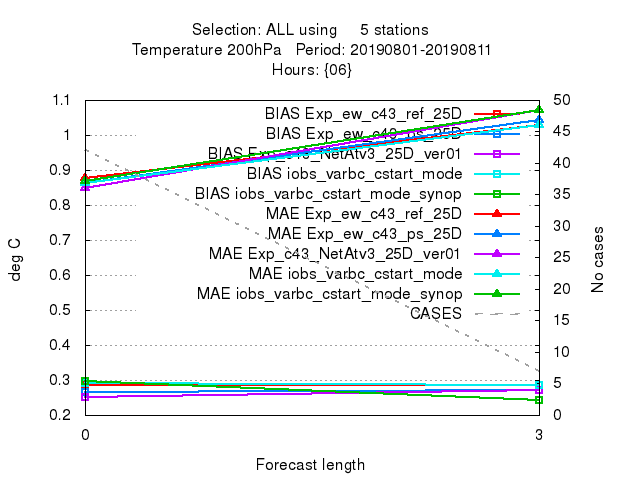 Selection: ALL using 5 stations
Temperature 200hPa Period: 20190801-20190811
Hours: {06}
BIAS Exp_ew_c43_ref_25D
BIAS Exp_ew_c43_ps_25D
BIAS Exp_c43_NetAtv3_25D_ver01
BIAS iobs_varbc_cstart_mode
BIAS iobs_varbc_cstart_mode_synop
MAE Exp_ew_c43_ref_25D
MAE Exp_ew_c43_ps_25D
MAE Exp_c43_NetAtv3_25D_ver01
MAE iobs_varbc_cstart_mode
MAE iobs_varbc_cstart_mode_synop
CASES
1.1
1
0.9
0.8
0.7
0.6
0.5
0.4
0.3
0.2
deg C
50
45
40
35
30
25
20
15
10
5
0
No cases
0 3
Forecast length